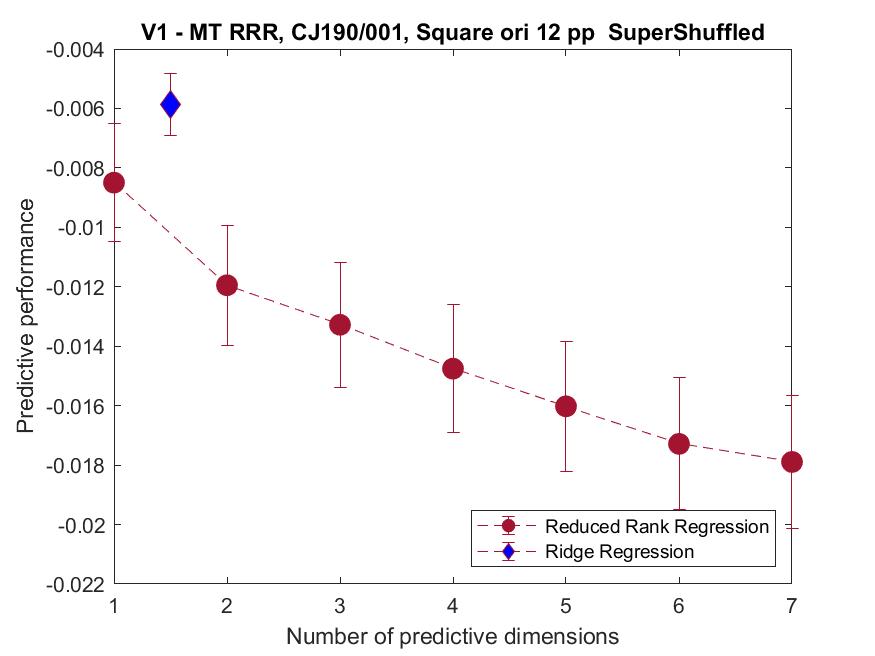 V1 - MT RRR, CJ190/001, Square ori 12 pp  SuperShuffled
-0.004
-0.006
-0.008
-0.01
-0.012
-0.014
-0.016
-0.018
-0.02
-0.022
Predictive performance
Reduced Rank Regression
Ridge Regression
1 2 3 4 5 6 7
Number of predictive dimensions